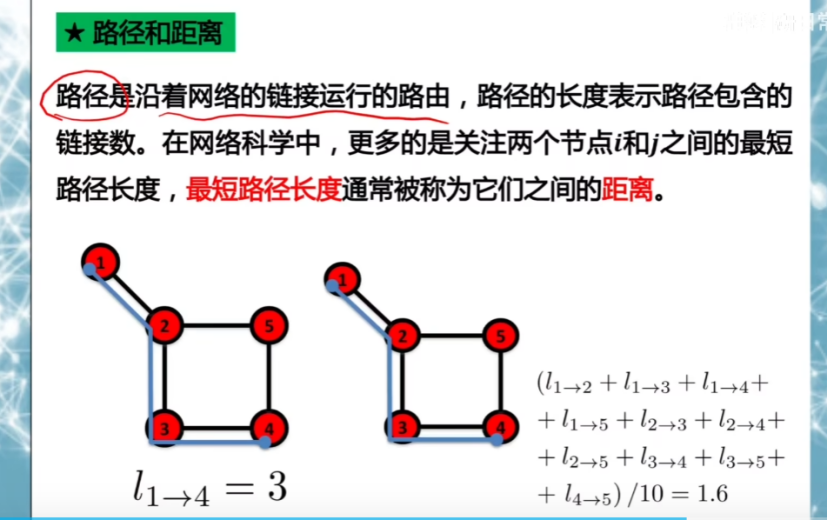 ★ 路径和距离
路径是沿着网络的链接运行的路由，路径的长度表示路径包含的
链接数。在网络科学中，更多的是关注两个节点i和j之间的最短
路径长度，最短路径长度通常被称为它们之间的距离。
1
2 5
3 4
l₁→₄ = 3
1
2 5
3 4
(l₁→₂ + l₁→₃ + l₁→₄+
+ l₁→₅ + l₂→₃ + l₂→₄+
+ l₂→₅ + l₃→₄ + l₃→₅+
+ l₄→₅) /10 = 1.6